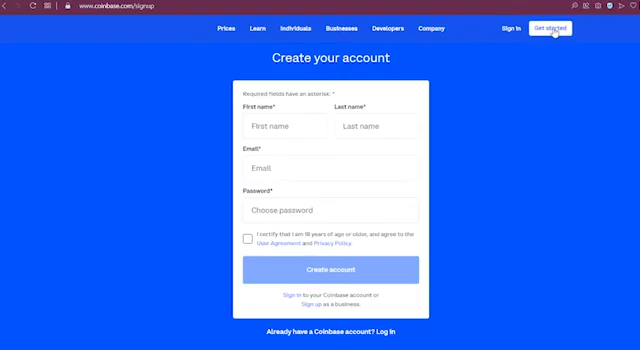 www.coinbase.com/signup
Prices Learn Individuals Businesses Developers Company Sign in Get started
Create your account
Required fields have an asterisk: *
First name* Last name*
First name Last name
Email*
Email
Password*
Choose password
I certify that I am 18 years of age or older, and agree to the
User Agreement and Privacy Policy.
Create account
Sign in to your Coinbase account or
Sign up as a business.
Already have a Coinbase account? Log in